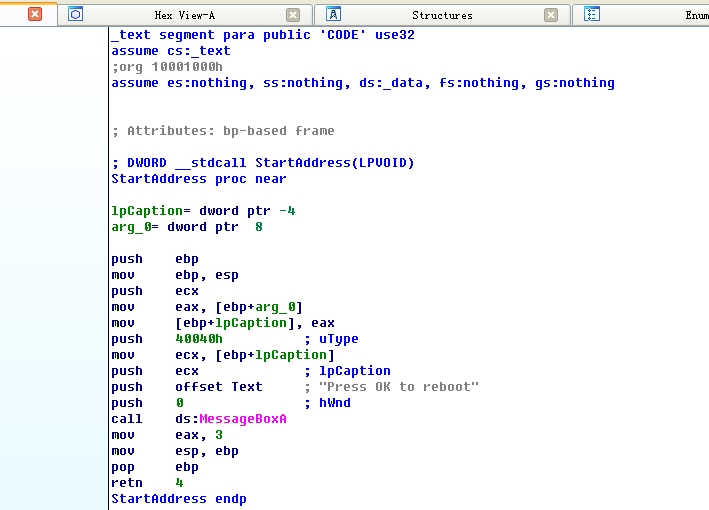 Hex View-A Structures Enum
_text segment para public 'CODE' use32
assume cs:_text
;org 10001000h
assume es:nothing, ss:nothing, ds:_data, fs:nothing, gs:nothing
; Attributes: bp-based frame
; DWORD __stdcall StartAddress(LPVOID)
StartAddress proc near
lpCaption= dword ptr -4
arg_0= dword ptr  8
push    ebp
mov     ebp, esp
push    ecx
mov     eax, [ebp+arg_0]
mov     [ebp+lpCaption], eax
push    40040h          ; uType
mov     ecx, [ebp+lpCaption]
push    ecx             ; lpCaption
push    offset Text     ; "Press OK to reboot"
push    0               ; hWnd
call    ds:MessageBoxA
mov     eax, 3
mov     esp, ebp
pop     ebp
retn    4
StartAddress endp